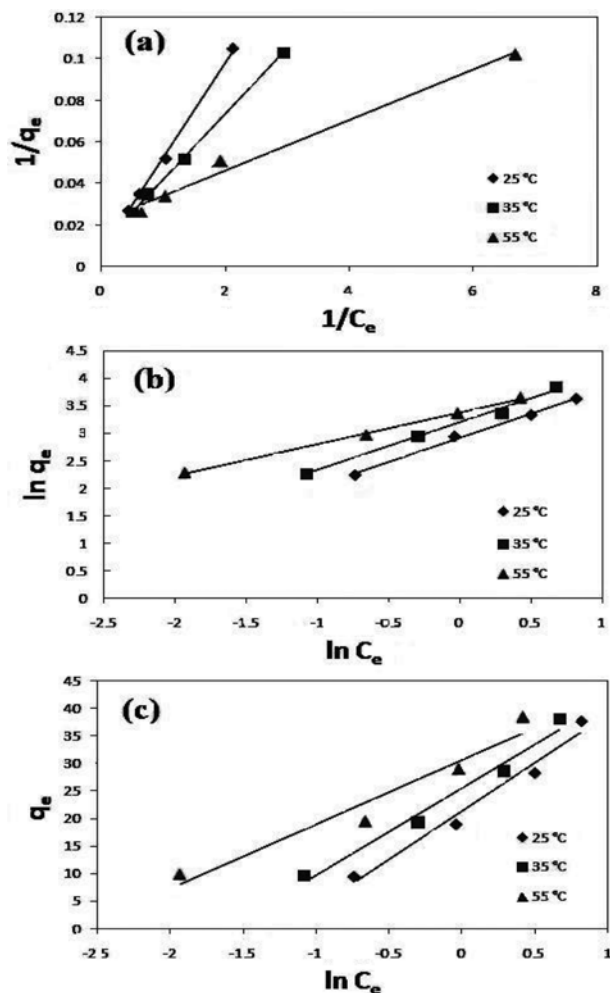 (a)
0.12
0.1
0.08
0.06
0.04
0.02
0
1/qe
0 2 4 6 8
1/Ce
25 °C
35 °C
55 °C
(b)
4.5
4
3.5
3
2.5
2
1.5
1
0.5
0
ln qe
-2.5 -2 -1.5 -1 -0.5 0 0.5 1
ln Ce
25 °C
35 °C
55 °C
(c)
45
40
35
30
25
20
15
10
5
0
qe
-2 5 -2 -1.5 -1 -0.5 0 0.5 1
ln Ce
25 °C
35 °C
55 °C